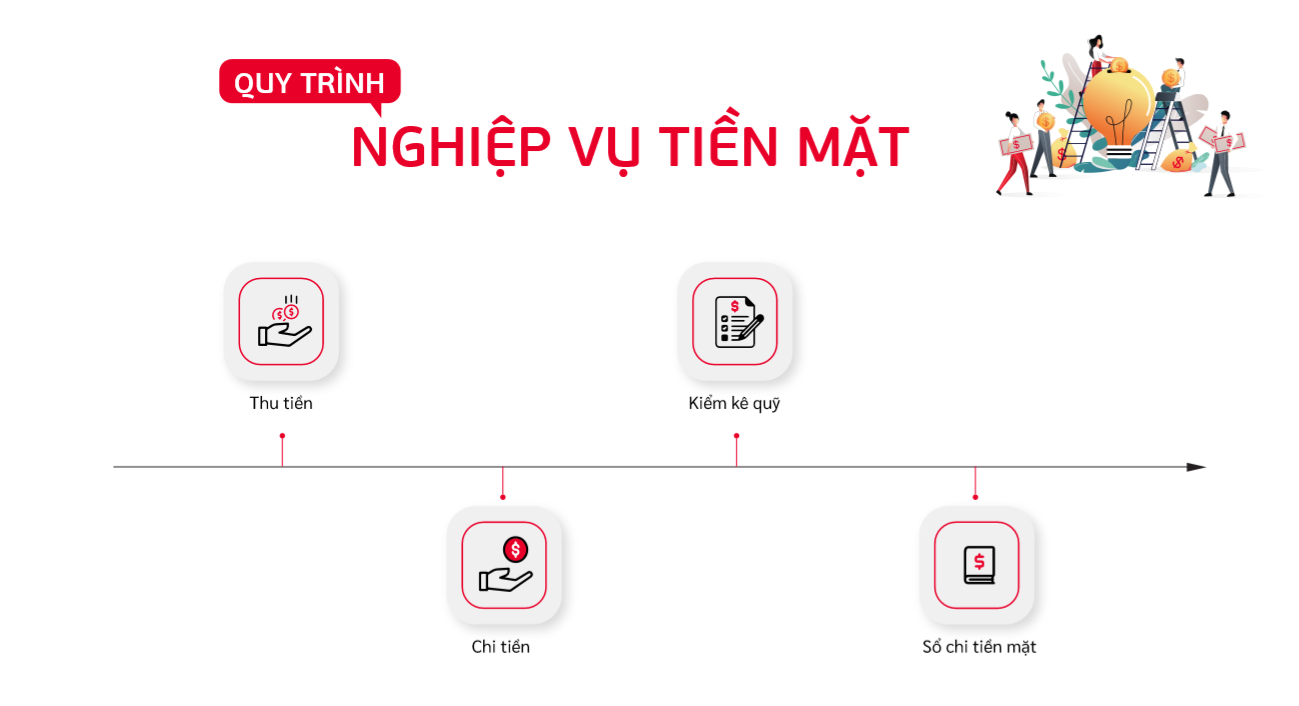 QUY TRÌNH
NGHIỆP VỤ TIỀN MẶT
Thu tiền
Kiểm kê quỹ
Chi tiền
Sổ chi tiền mặt